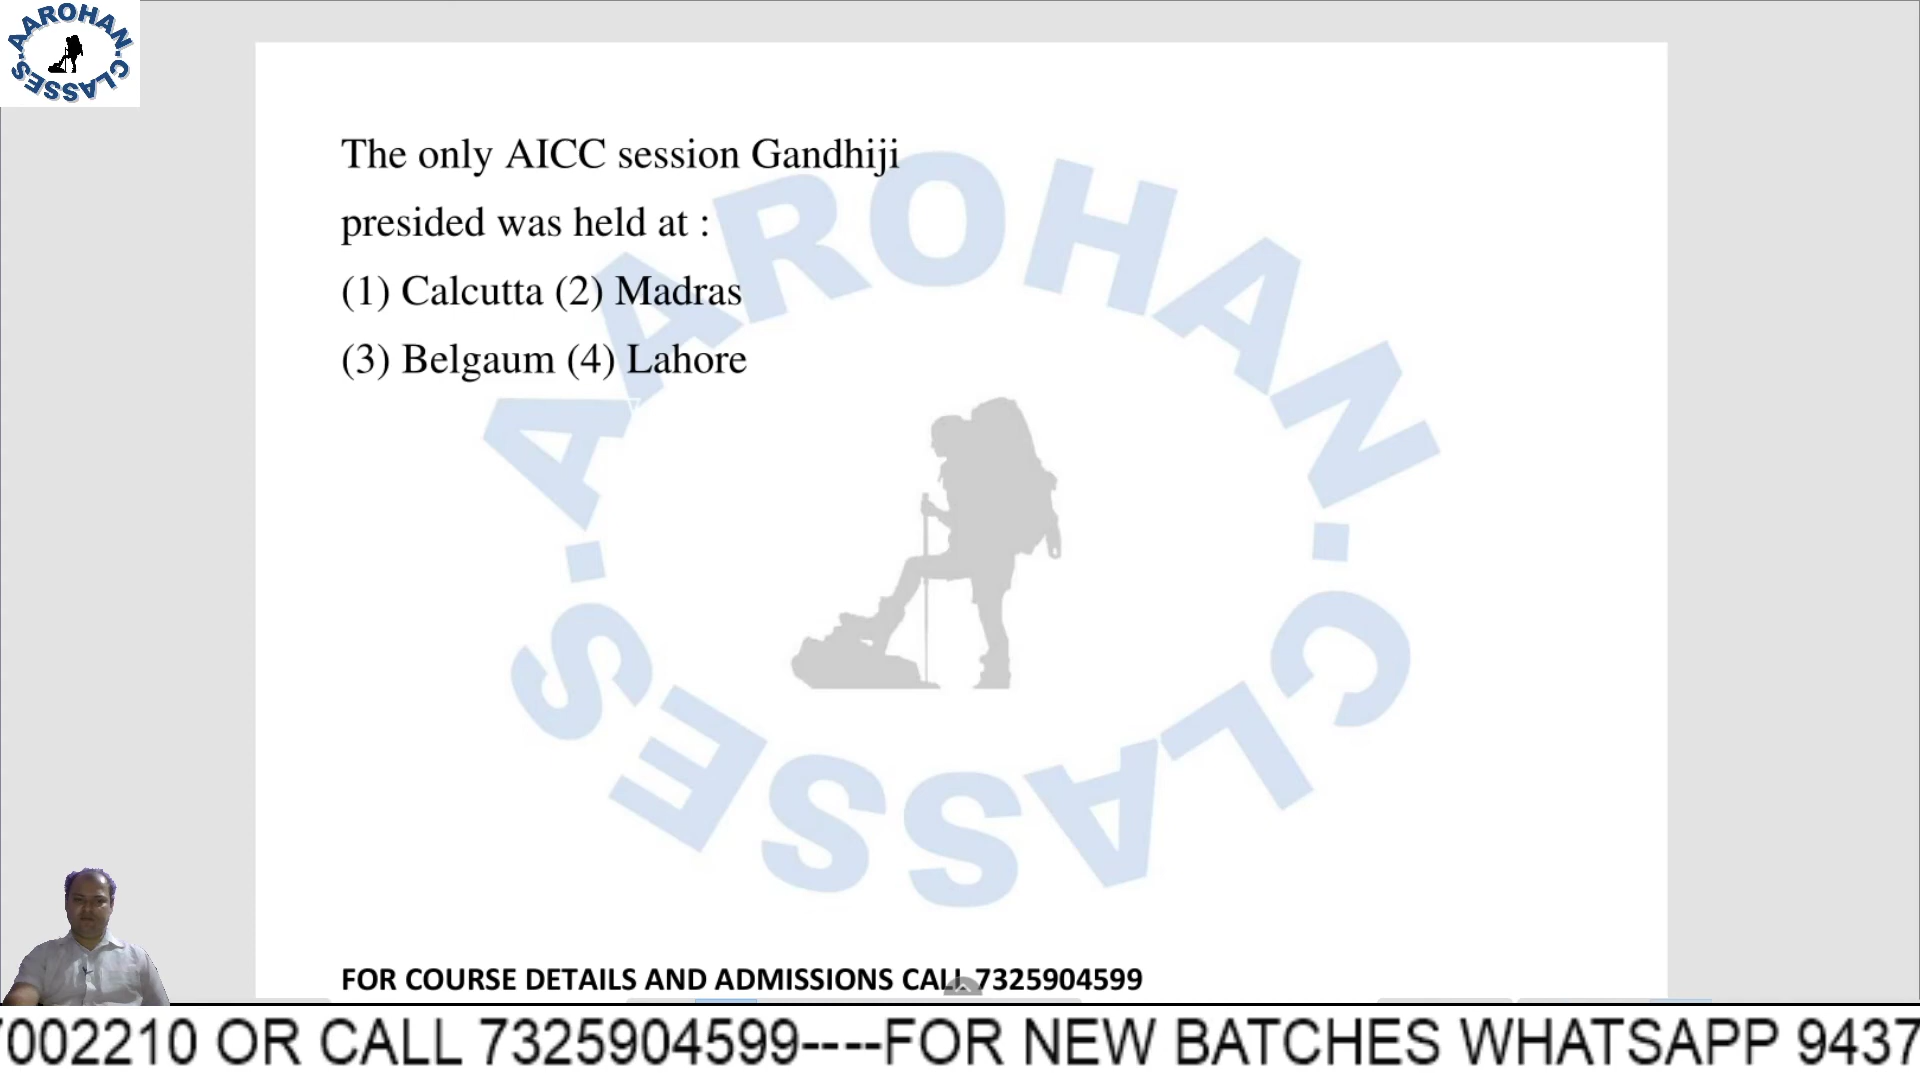 AAROHAN.CLASSES.
The only AICC session Gandhiji
presided was held at :
(1) Calcutta (2) Madras
(3) Belgaum (4) Lahore
AAROHAN.CLASSES.
FOR COURSE DETAILS AND ADMISSIONS CALL 7325904599
7002210 OR CALL 7325904599----FOR NEW BATCHES WHATSAPP 9437